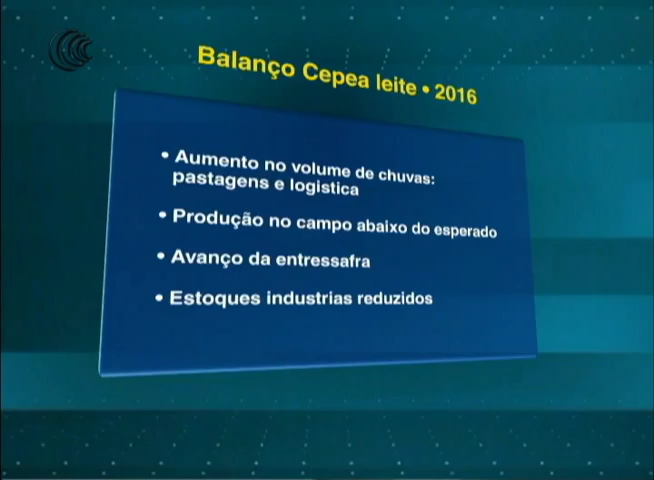 Balanço Cepea leite • 2016
• Aumento no volume de chuvas:
pastagens e logistica
• Produção no campo abaixo do esperado
• Avanço da entressafra
• Estoques industrias reduzidos